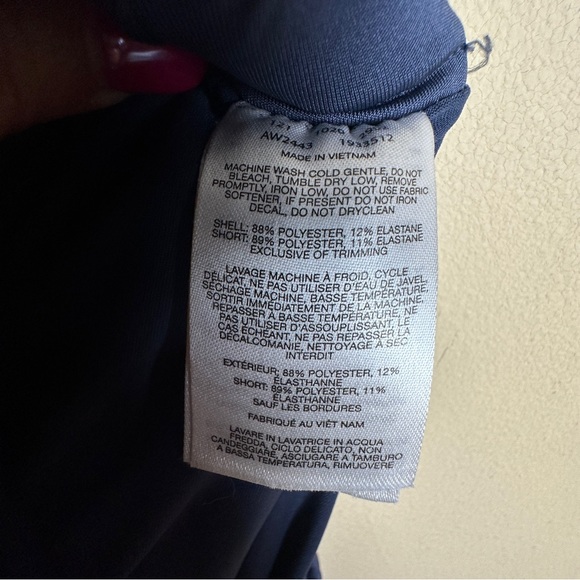 121 1020
AW2443 1933512
MADE IN VIETNAM
MACHINE WASH COLD GENTLE, DO NOT
BLEACH, TUMBLE DRY LOW, REMOVE
PROMPTLY, IRON LOW, DO NOT USE FABRIC
SOFTENER, IF PRESENT DO NOT IRON
DECAL, DO NOT DRYCLEAN
SHELL: 88% POLYESTER, 12% ELASTANE
SHORT: 89% POLYESTER, 11% ELASTANE
EXCLUSIVE OF TRIMMING
LAVAGE MACHINE À FROID, CYCLE
DÉLICAT, NE PAS UTILISER D'EAU DE JAVEL,
SÉCHAGE MACHINE, BASSE TEMPÉRATURE,
SORTIR IMMÉDIATEMENT DE LA MACHINE,
REPASSER À BASSE TEMPÉRATURE, NE
PAS UTILISER D'ASSOUPLISSANT, LE
CAS ÉCHÉANT, NE PAS REPASSER LA
DÉCALCOMANIE, NETTOYAGE À SEC
INTERDIT
EXTÉRIEUR: 88% POLYESTER, 12%
ÉLASTHANNE
SHORT: 89% POLYESTER, 11%
ÉLASTHANNE
SAUF LES BORDURES
FABRIQUÉ AU VIÊT NAM
LAVARE IN LAVATRICE IN ACQUA
FREDDA, CICLO DELICATO, NON
CANDEGGIARE, ASCIUGARE A TAMBURO
A BASSA TEMPERATURA, RIMUOVERE